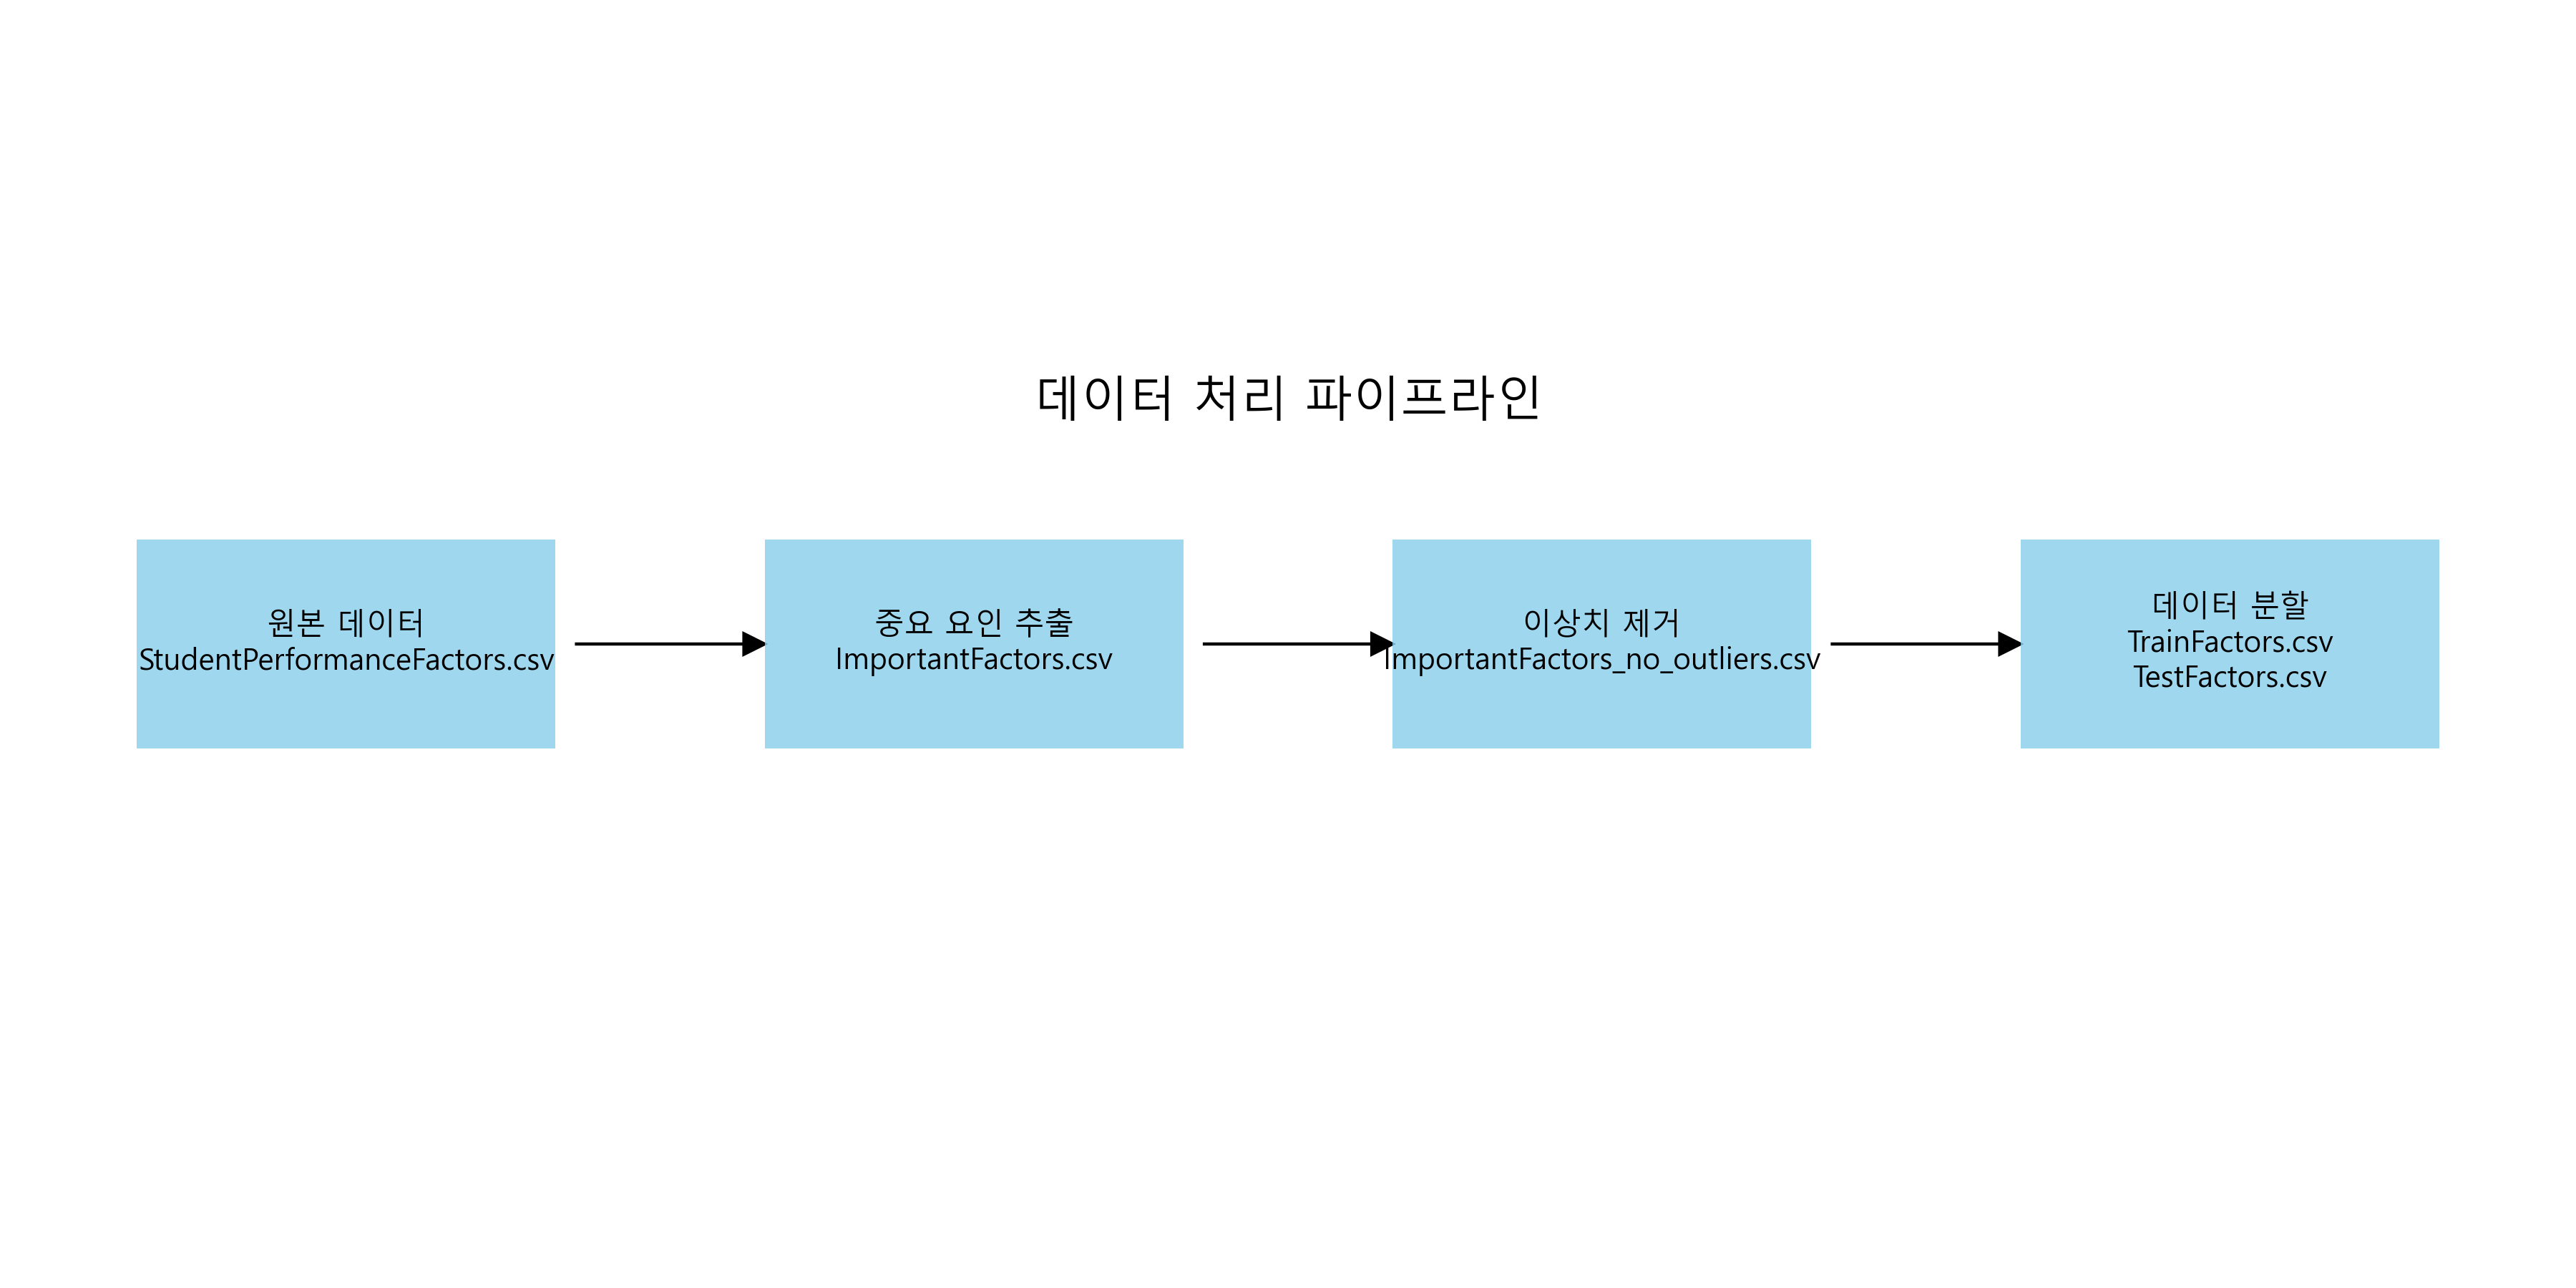 데이터 처리 파이프라인
원본 데이터
StudentPerformanceFactors.csv
중요 요인 추출
ImportantFactors.csv
이상치 제거
ImportantFactors_no_outliers.csv
데이터 분할
TrainFactors.csv
TestFactors.csv